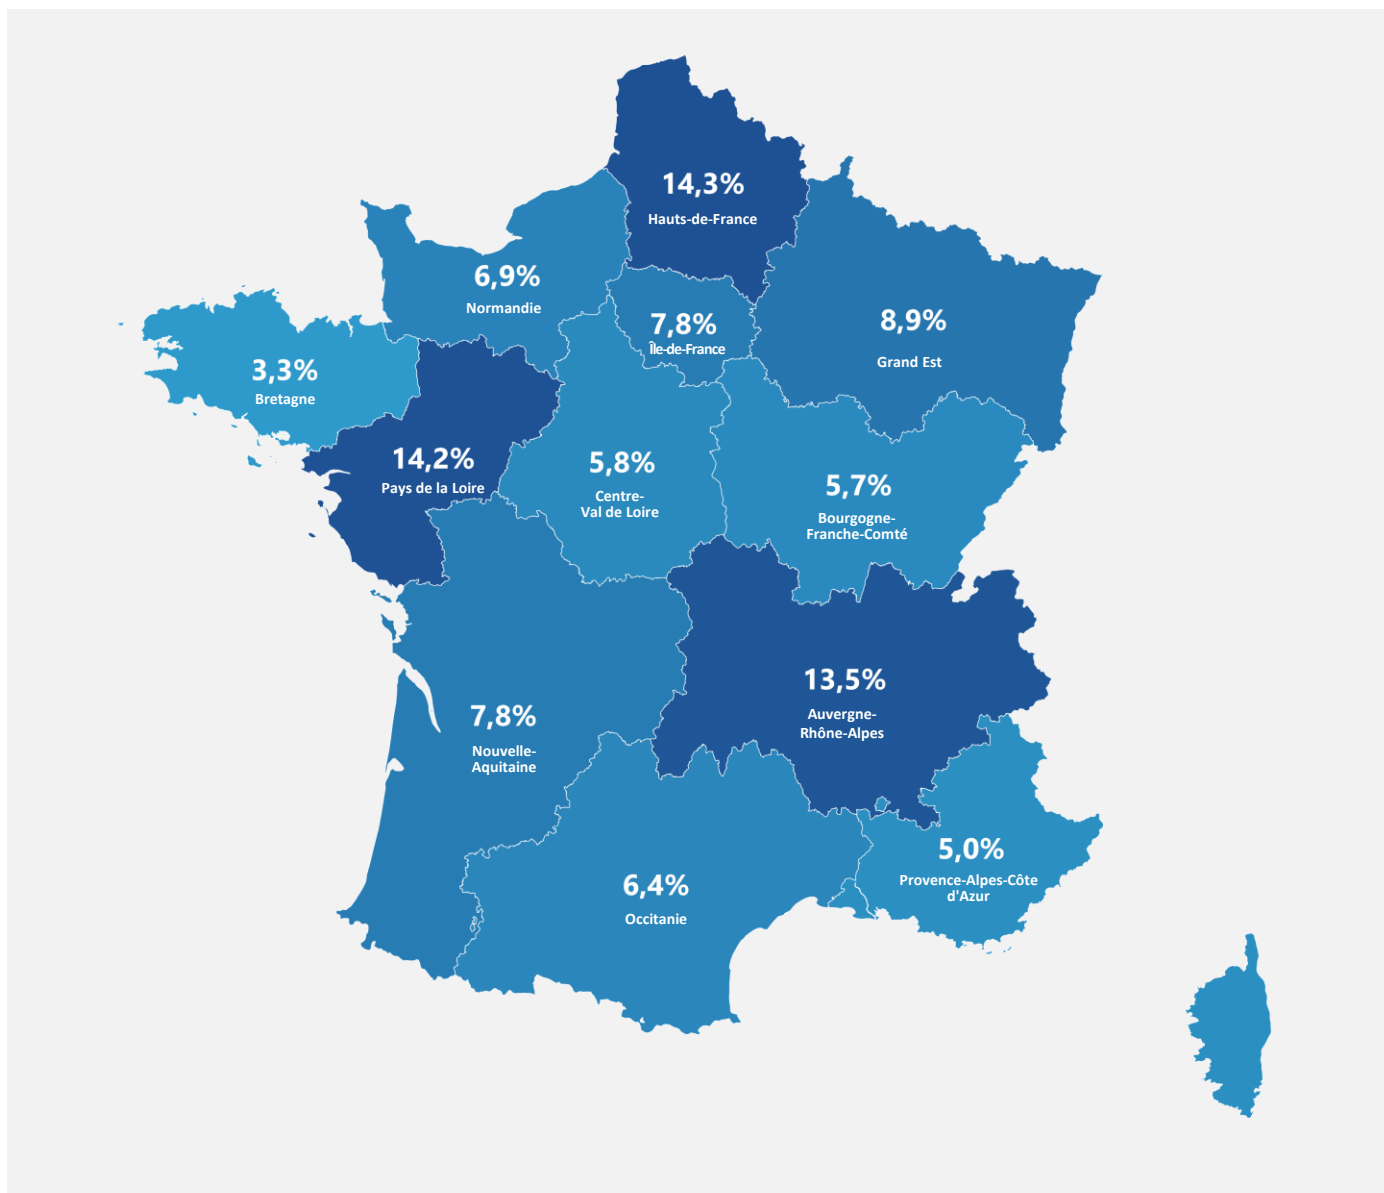 14,3%
Hauts-de-France
6,9%
Normandie
7,8%
Île-de-France
8,9%
Grand Est
3,3%
Bretagne
14,2%
Pays de la Loire
5,8%
Centre-
Val de Loire
5,7%
Bourgogne-
Franche-Comté
13,5%
Auvergne-
Rhône-Alpes
7,8%
Nouvelle-
Aquitaine
5,0%
Provence-Alpes-Côte
d'Azur
6,4%
Occitanie